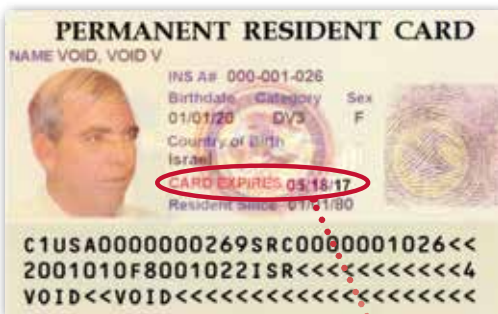 PERMANENT RESIDENT CARD
NAME VOID, VOID V
INS A# 000-001-026
Birthdate Category Sex
01/01/20 DV3 F
Country of Birth
Israel
CARD EXPIRES 05/18/17
Resident Since 01/01/80
C1USA0000000269SRC0000001026<<
2001010F8001022ISR<<<<<<<<<<<4
VOID<<VOID<<<<<<<<<<<<<<<<<<<<